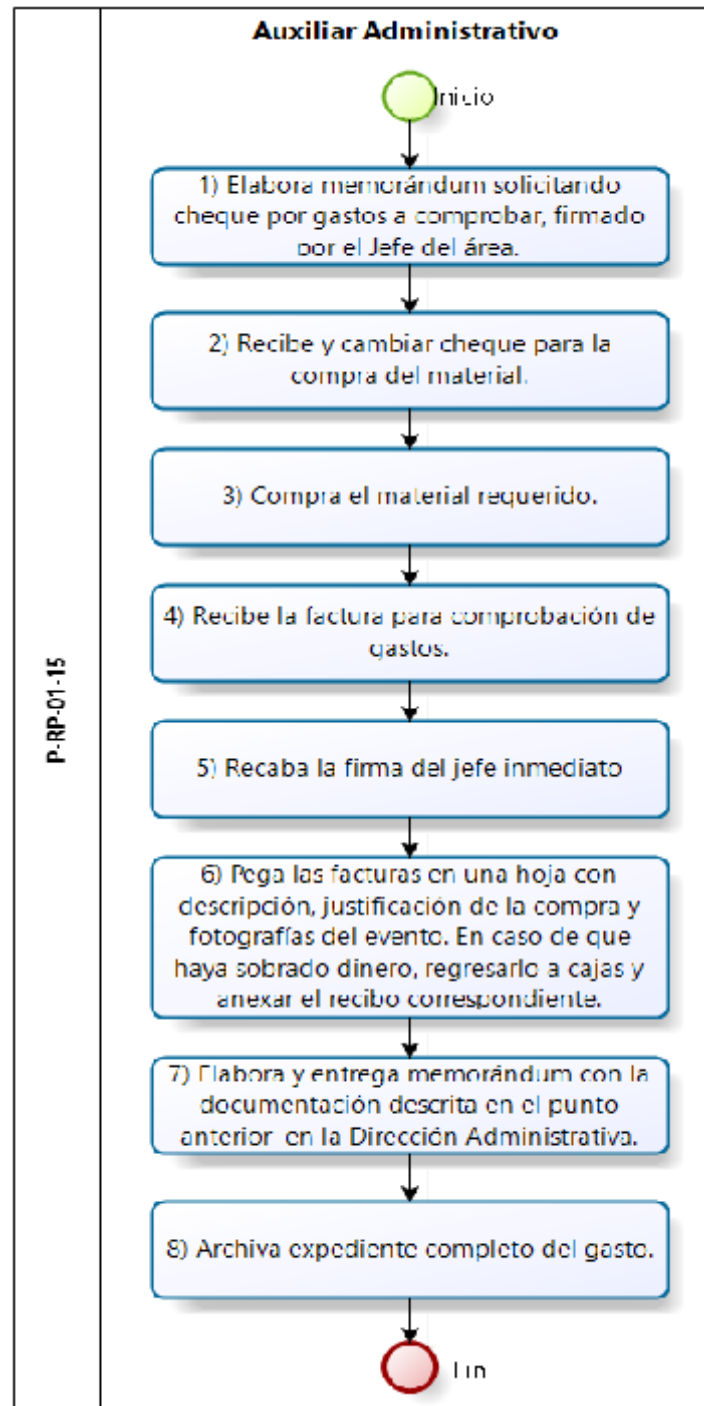 Auxiliar Administrativo
Inicio
1) Elabora memorándum solicitando
cheque por gastos a comprobar, firmado
por el Jefe del área.
2) Recibe y cambiar cheque para la
compra del material.
3) Compra el material requerido.
4) Recibe la factura para comprobación de
gastos.
P-RP-01-15
5) Recaba la firma del jefe inmediato
6) Pega las facturas en una hoja con
descripción, justificación de la compra y
fotografías del evento. En caso de que
haya sobrado dinero, regresarlo a cajas y
anexar el recibo correspondiente.
7) Elabora y entrega memorándum con la
documentación descrita en el punto
anterior en la Dirección Administrativa.
8) Archiva expediente completo del gasto.
Fin